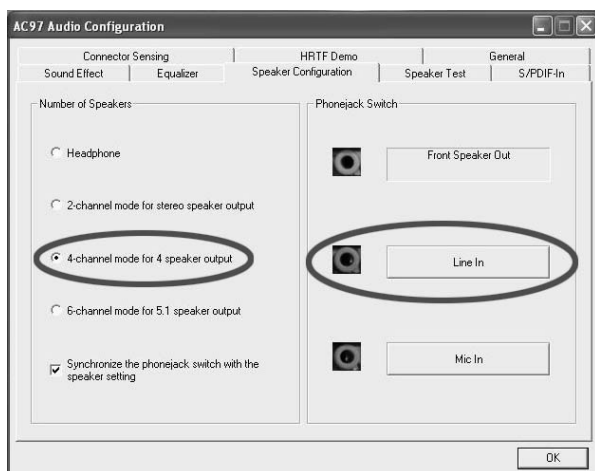 AC97 Audio Configuration
Connector Sensing
HRTF Demo
General
Sound Effect
Equalizer
Speaker Configuration
Speaker Test
S/PDIF-In
Number of Speakers
Headphone
2-channel mode for stereo speaker output
4-channel mode for 4 speaker output
6-channel mode for 5.1 speaker output
Synchronize the phonejack switch with the
speaker setting
Phonejack Switch
Front Speaker Out
Line In
Mic In
OK